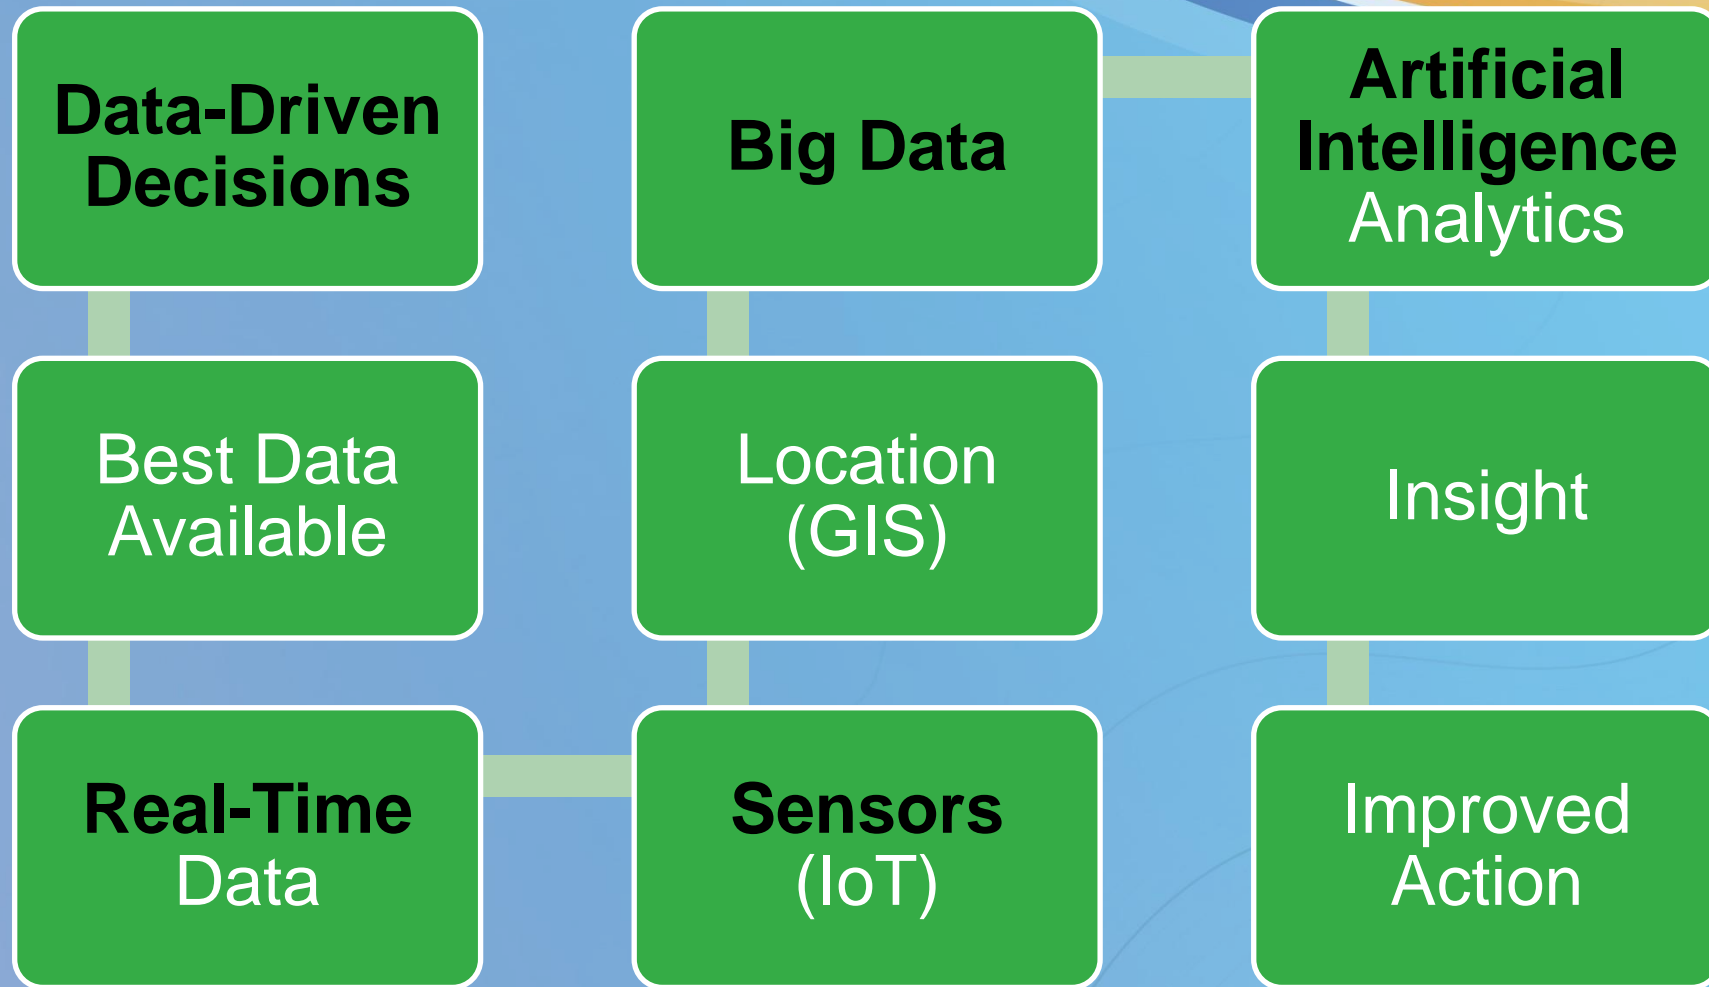 Data-Driven
Decisions
Best Data
Available
Real-Time
Data
Sensors
(IoT)
Location
(GIS)
Big Data
Artificial
Intelligence
Analytics
Insight
Improved
Action